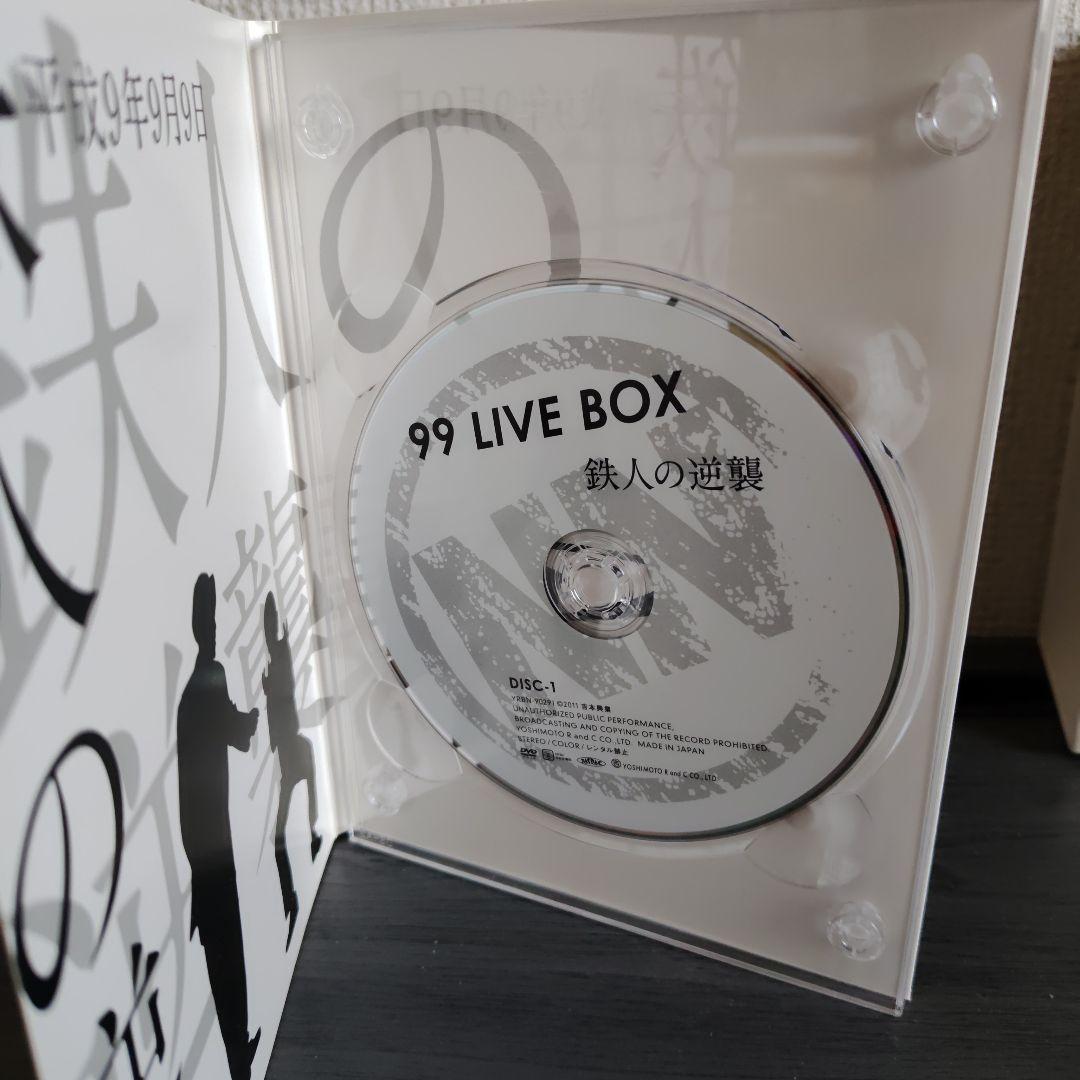 平成9年9月9日
鉄人の
逆襲
の
99 LIVE BOX
鉄人の逆襲
DISC-1
YRBN-90291 ©2011 吉本興業
UNAUTHORIZED PUBLIC PERFORMANCE,
BROADCASTING AND COPYING OF THE RECORD PROHIBITED.
YOSHIMOTO R and C CO.,LTD. MADE IN JAPAN
STEREO / COLOR / レンタル禁止
DVD
Ⓟ YOSHIMOTO R and C CO.,LTD.